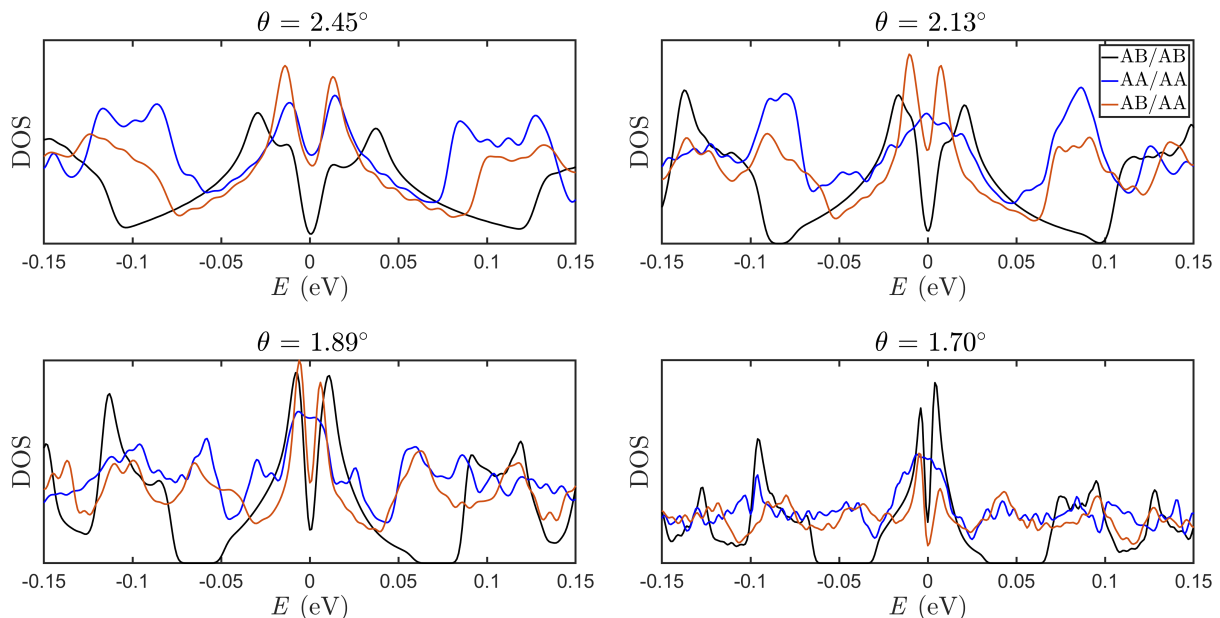 θ = 2.45°
DOS
-0.15 -0.1 -0.05 0 0.05 0.1 0.15
E (eV)
θ = 2.13°
AB/AB
AA/AA
AB/AA
DOS
-0.15 -0.1 -0.05 0 0.05 0.1 0.15
E (eV)
θ = 1.89°
DOS
-0.15 -0.1 -0.05 0 0.05 0.1 0.15
E (eV)
θ = 1.70°
DOS
-0.15 -0.1 -0.05 0 0.05 0.1 0.15
E (eV)